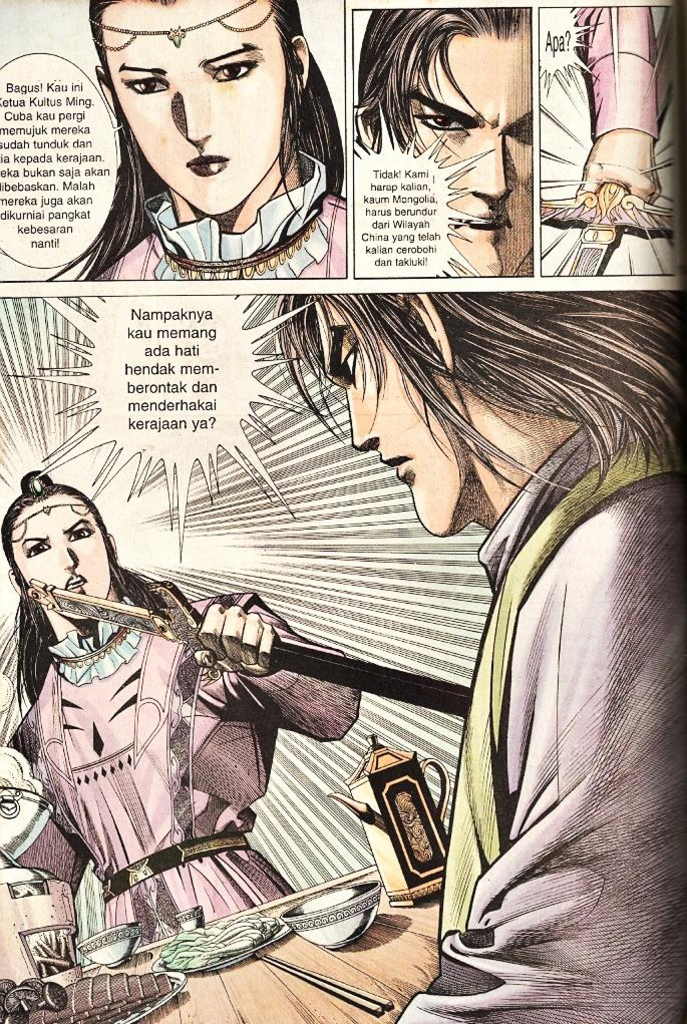 Bagus! Kau ini
Ketua Kultus Ming.
Cuba kau pergi
memujuk mereka
sudah tunduk dan
kepada kerajaan.
bukan saja akan
dibebaskan. Malah
mereka juga akan
dikurniai pangkat
kebesaran
nanti!
Tidak! Kami
harap kalian,
kaum Mongolia,
harus berundur
dari Wilayah
China yang telah
kalian cerobohi
dan takluki!
Apa?
Nampaknya
kau memang
ada hati
hendak mem-
berontak dan
menderhakai
kerajaan ya?